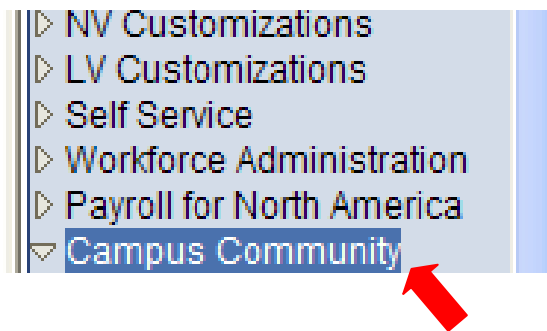 NV Customizations
LV Customizations
Self Service
Workforce Administration
Payroll for North America
Campus Community